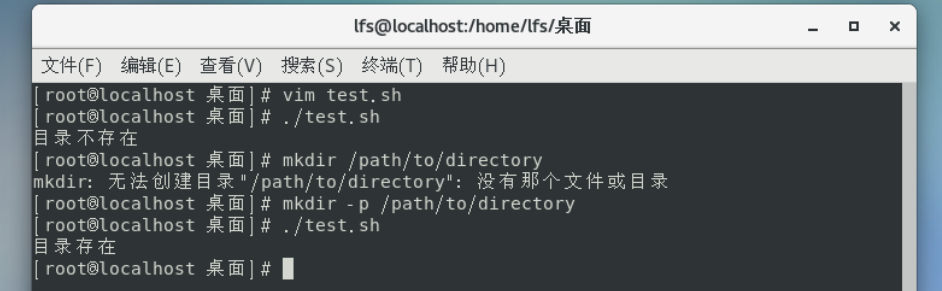 lfs@localhost:/home/lfs/桌面
文件(F) 编辑(E) 查看(V) 搜索(S) 终端(T) 帮助(H)
[root@localhost 桌面]# vim test.sh
[root@localhost 桌面]# ./test.sh
目录不存在
[root@localhost 桌面]# mkdir /path/to/directory
mkdir: 无法创建目录"/path/to/directory": 没有那个文件或目录
[root@localhost 桌面]# mkdir -p /path/to/directory
[root@localhost 桌面]# ./test.sh
目录存在
[root@localhost 桌面]#